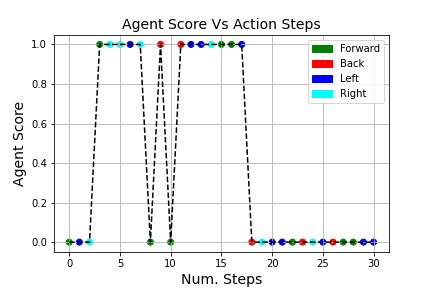 Agent Score Vs Action Steps
Agent Score
1.0
0.8
0.6
0.4
0.2
0.0
Forward
Back
Left
Right
0 5 10 15 20 25 30
Num. Steps